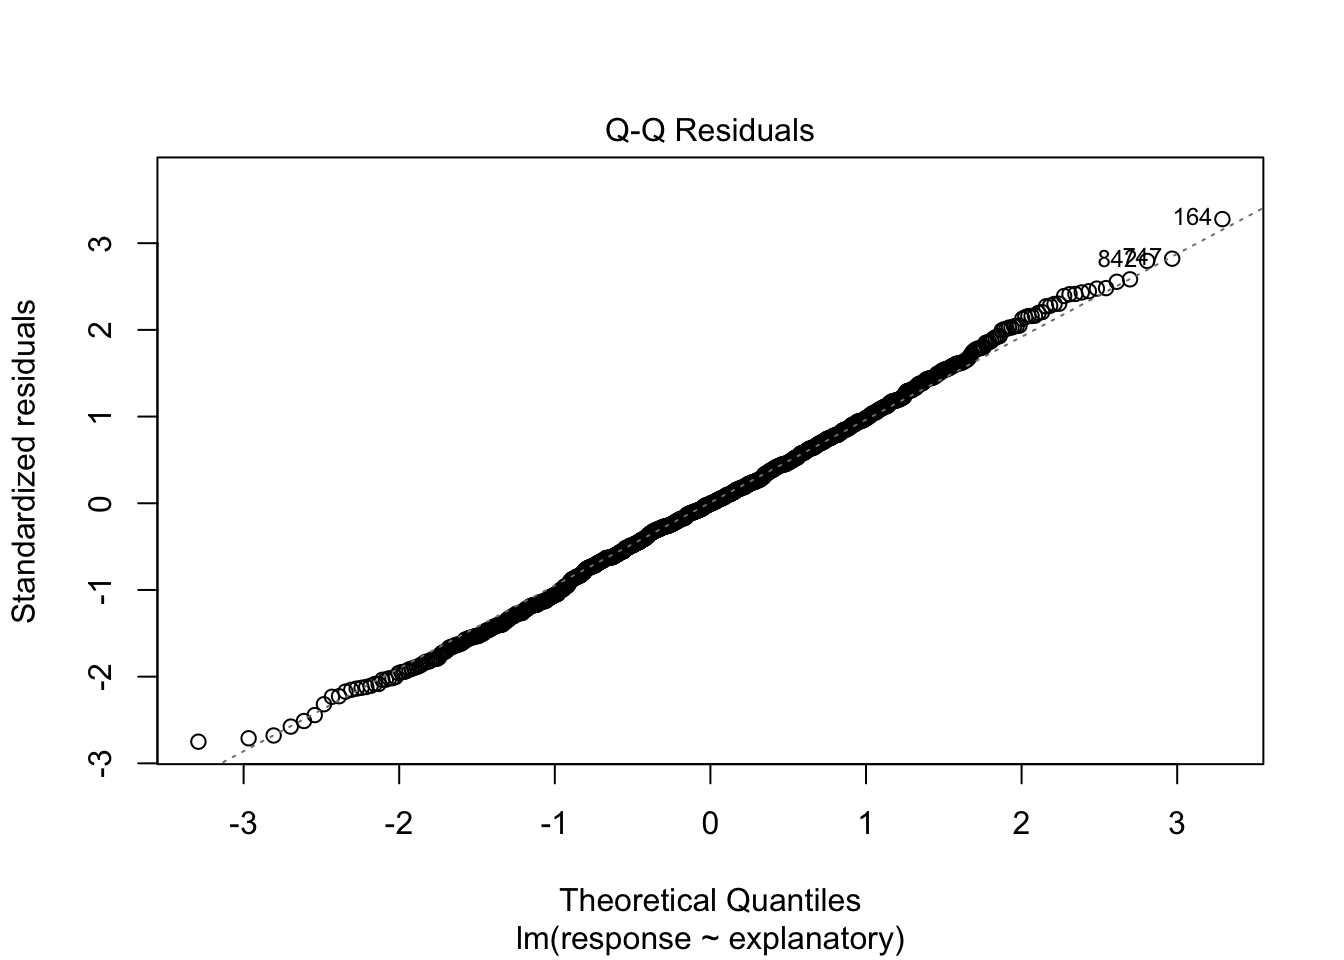 Q-Q Residuals
164
842
747
3
2
1
0
-1
-2
-3
Standardized residuals
-3 -2 -1 0 1 2 3
Theoretical Quantiles
lm(response ~ explanatory)